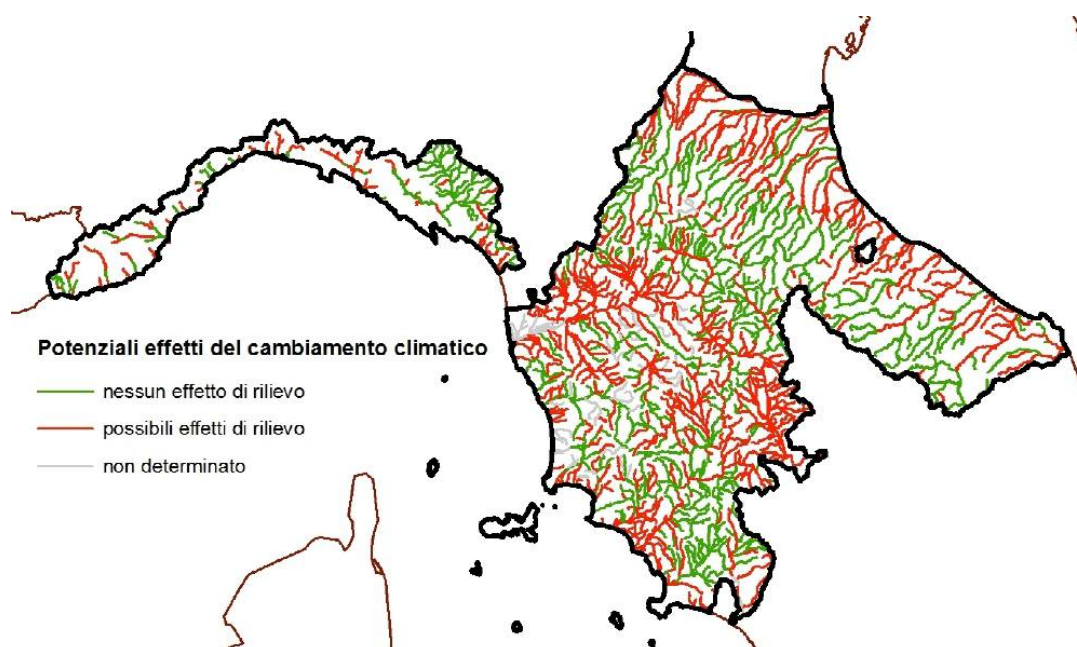 Potenziali effetti del cambiamento climatico
nessun effetto di rilievo
possibili effetti di rilievo
non determinato